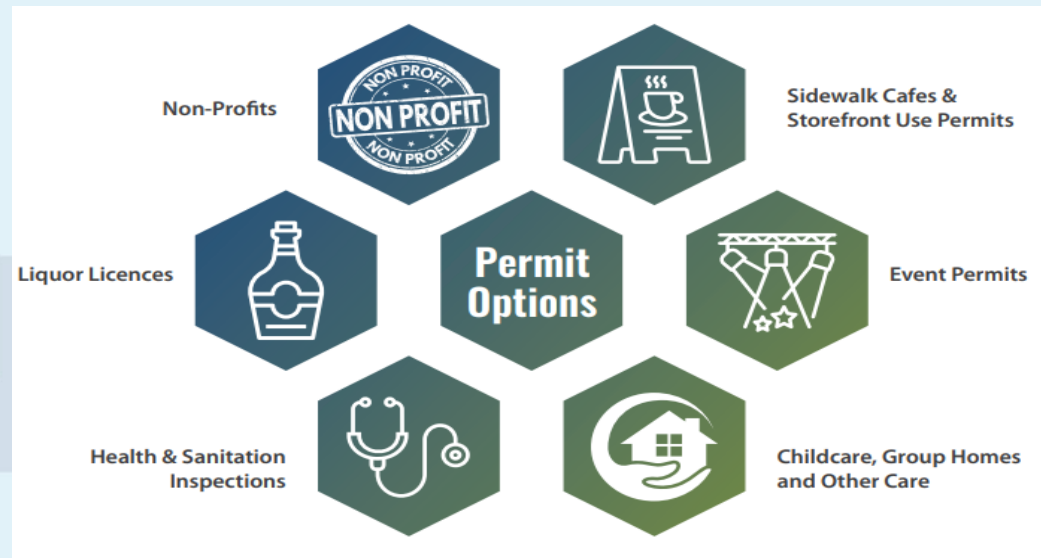 Non-Profits
NON PROFIT
NON PROFIT
NON PROFIT
Sidewalk Cafes &
Storefront Use Permits
Liquor Licences
Permit
Options
Event Permits
Health & Sanitation
Inspections
Childcare, Group Homes
and Other Care